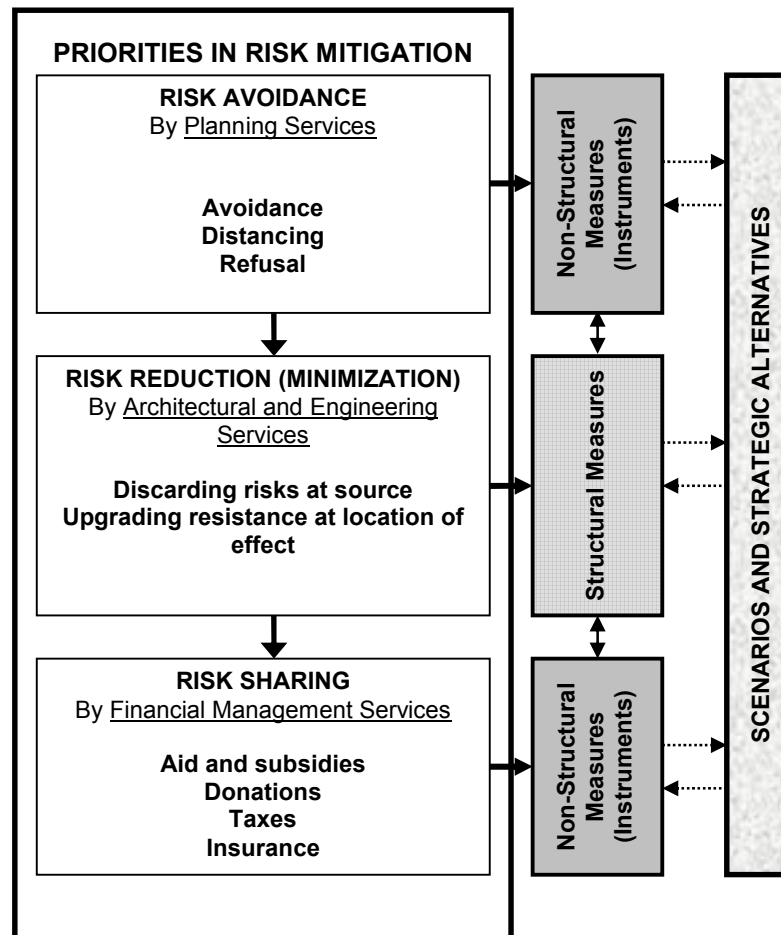 PRIORITIES IN RISK MITIGATION
RISK AVOIDANCE
By Planning Services
Avoidance
Distancing
Refusal
Non-Structural
Measures
(Instruments)
RISK REDUCTION (MINIMIZATION)
By Architectural and Engineering
Services
Discarding risks at source
Upgrading resistance at location of
effect
Structural Measures
RISK SHARING
By Financial Management Services
Aid and subsidies
Donations
Taxes
Insurance
Non-Structural
Measures
(Instruments)
SCENARIOS AND STRATEGIC ALTERNATIVES